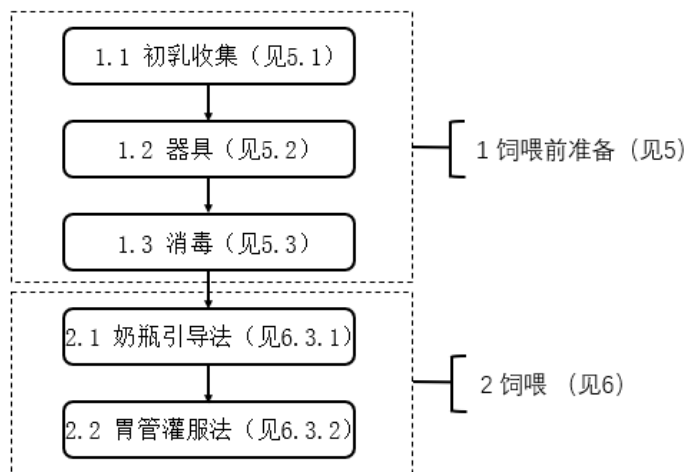 1.1 初乳收集（见5.1）
1.2 器具（见5.2）
1 饲喂前准备（见5）
1.3 消毒（见5.3）
2.1 奶瓶引导法（见6.3.1）
2 饲喂 （见6）
2.2 胃管灌服法（见6.3.2）